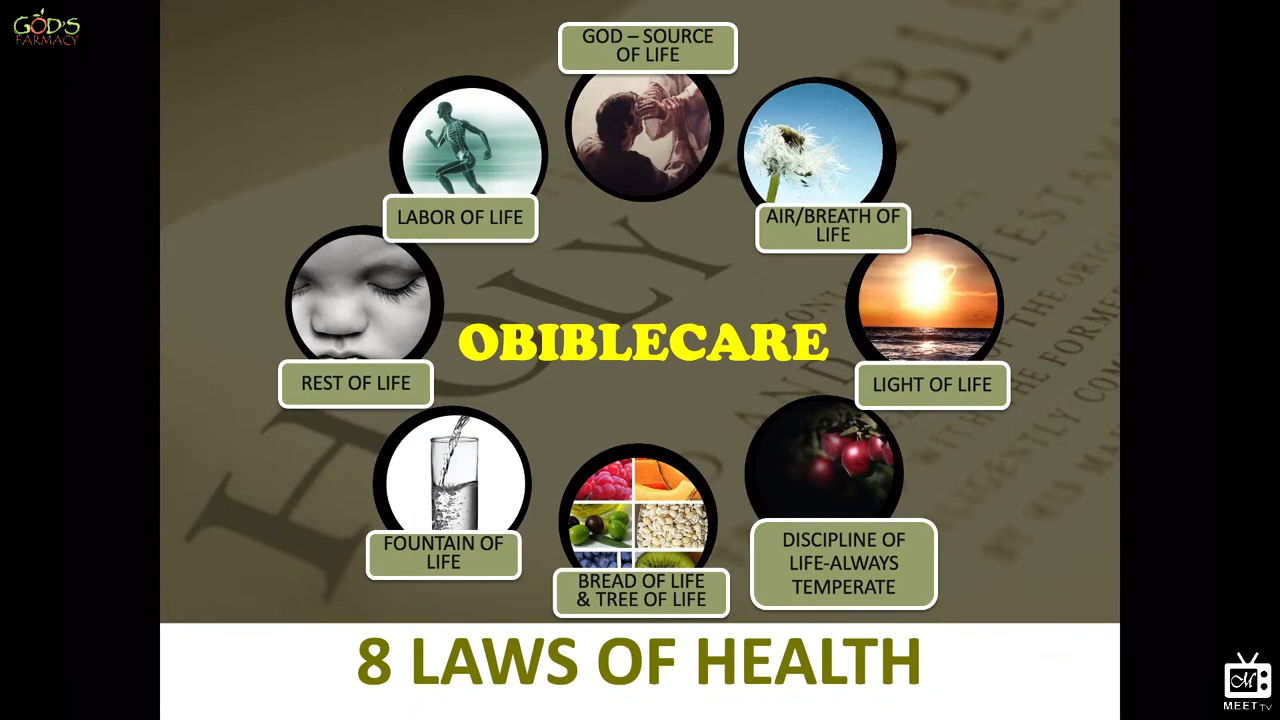 GOD'S
FARMACY
GOD – SOURCE
OF LIFE
LABOR OF LIFE
AIR/BREATH OF
LIFE
REST OF LIFE
OBIBLECARE
LIGHT OF LIFE
FOUNTAIN OF
LIFE
BREAD OF LIFE
& TREE OF LIFE
DISCIPLINE OF
LIFE-ALWAYS
TEMPERATE
HOLY BIBLE
8 LAWS OF HEALTH
M
MEET TV